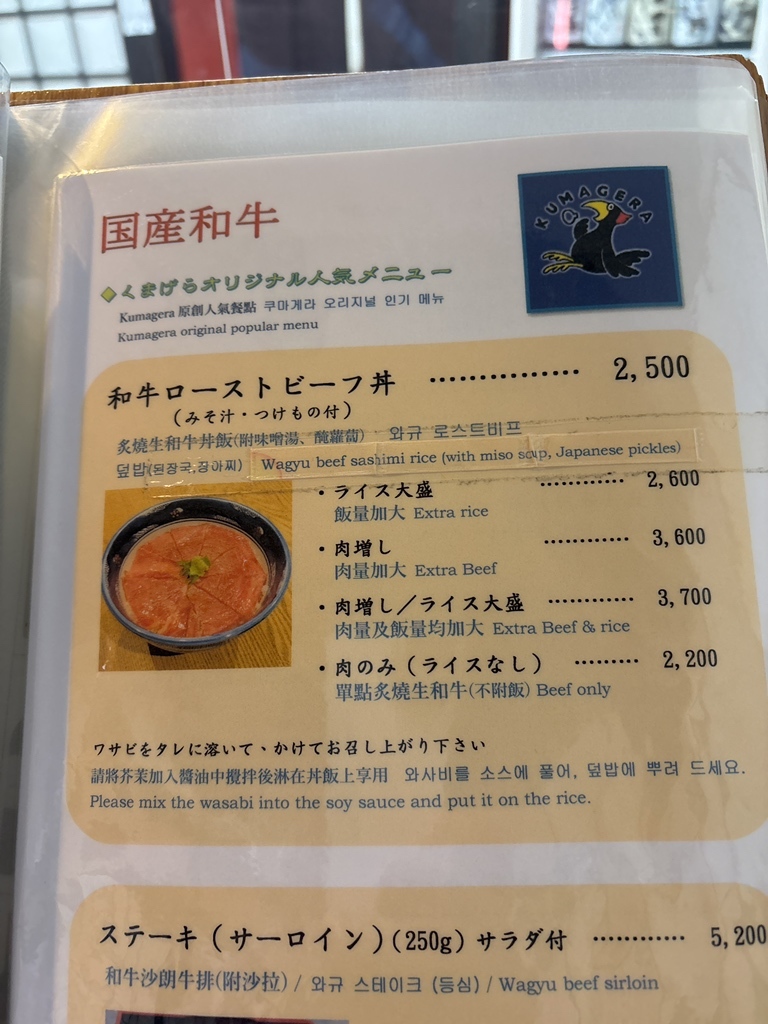 国産和牛
KUMAGERA
◆くまげらオリジナル人気メニュー
Kumagera 原創人氣餐點 쿠마게라 오리지널 인기 메뉴
Kumagera original popular menu
和牛ローストビーフ丼 ・・・・・・・・・・・・・・・ 2,500
(みそ汁・つけもの付)
炙燒生和牛丼飯(附味噌湯、醃蘿蔔) 와규 로스트비프
덮밥(된장국,장아찌) Wagyu beef sashimi rice (with miso soup, Japanese pickles)
・ライス大盛 ・・・・・・・・・・・・ 2,600
飯量加大 Extra rice
・肉増し ・・・・・・・・・・・・ 3,600
肉量加大 Extra Beef
・肉増し/ライス大盛 ・・・・・・・・・・・・ 3,700
肉量及飯量均加大 Extra Beef & rice
・肉のみ(ライスなし) ・・・・・・・・・ 2,200
單點炙燒生和牛(不附飯) Beef only
ワサビをタレに溶いて、かけてお召し上がり下さい
請將芥茉加入醬油中攪拌後淋在丼飯上享用 와사비를 소스에 풀어, 덮밥에 뿌려 드세요.
Please mix the wasabi into the soy sauce and put it on the rice.
ステーキ(サーロイン)(250g) サラダ付 ・・・・・・・・・・・・ 5,200
和牛沙朗牛排(附沙拉) / 와규 스테이크 (등심) / Wagyu beef sirloin